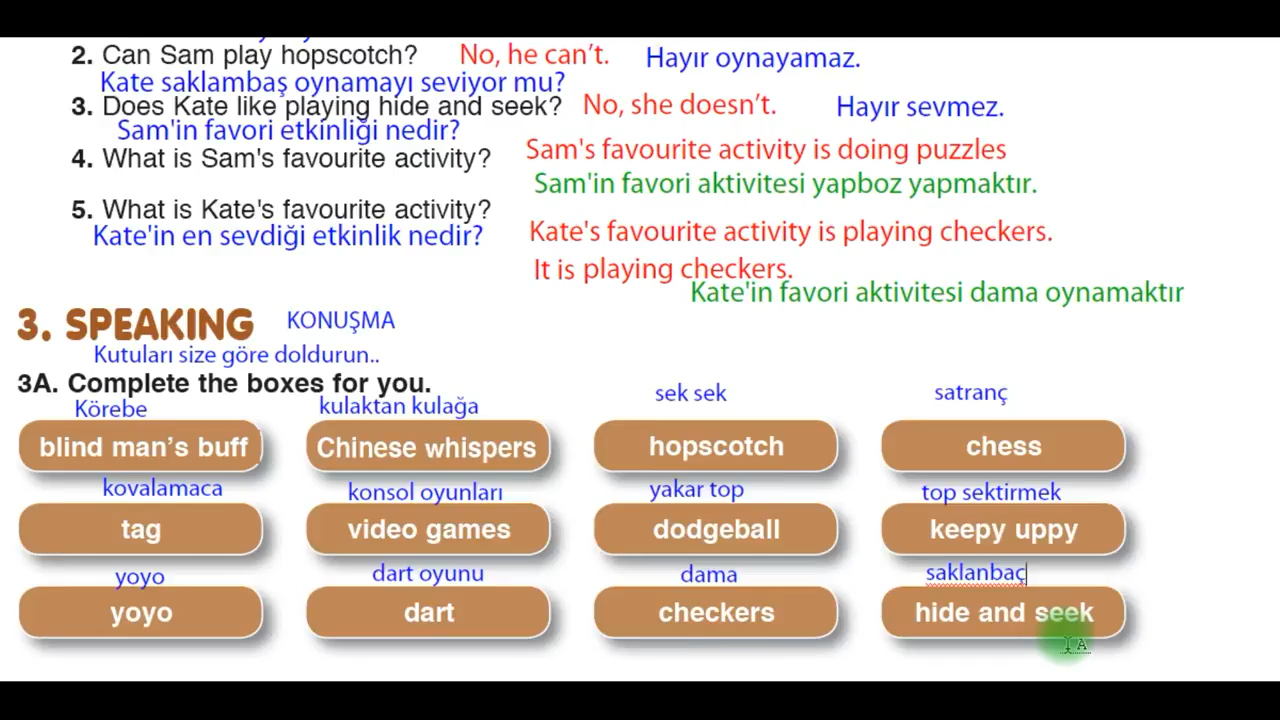 2. Can Sam play hopscotch? No, he can't. Hayır oynayamaz.
Kate saklambaş oynamayı seviyor mu?
3. Does Kate like playing hide and seek? No, she doesn't. Hayır sevmez.
Sam'in favori etkinliği nedir?
4. What is Sam's favourite activity? Sam's favourite activity is doing puzzles
Sam'in favori aktivitesi yapboz yapmaktır.
5. What is Kate's favourite activity?
Kate'in en sevdiği etkinlik nedir? Kate's favourite activity is playing checkers.
It is playing checkers.
Kate'in favori aktivitesi dama oynamaktır
3. SPEAKING KONUŞMA
Kutuları size göre doldurun..
3A. Complete the boxes for you.
Körebe kulaktan kulağa sek sek satranç
blind man's buff Chinese whispers hopscotch chess
kovalamaca konsol oyunları yakar top top sektirmek
tag video games dodgeball keepy uppy
yoyo dart oyunu dama saklanbaç
yoyo dart checkers hide and seek